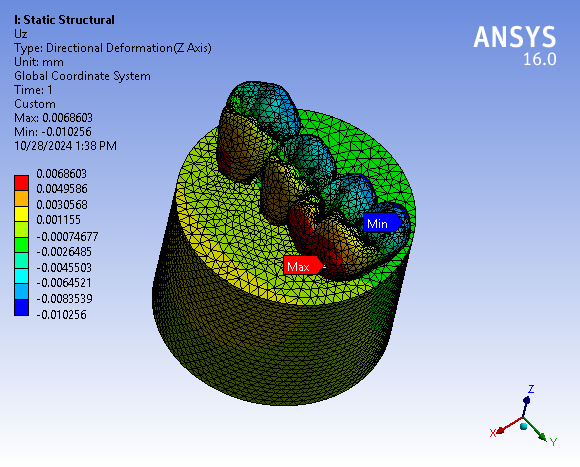 I: Static Structural
Uz
Type: Directional Deformation(Z Axis)
Unit: mm
Global Coordinate System
Time: 1
Custom
Max: 0.0068603
Min: -0.010256
10/28/2024 1:38 PM
ANSYS
16.0
0.0068603
0.0049586
0.0030568
0.001155
-0.00074677
-0.0026485
-0.0045503
-0.0064521
-0.0083539
-0.010256
Min
Max
Z
X
Y